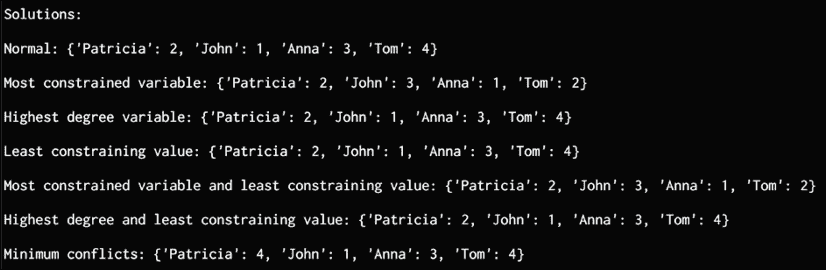 Solutions:
Normal: {'Patricia': 2, 'John': 1, 'Anna': 3, 'Tom': 4}
Most constrained variable: {'Patricia': 2, 'John': 3, 'Anna': 1, 'Tom': 2}
Highest degree variable: {'Patricia': 2, 'John': 1, 'Anna': 3, 'Tom': 4}
Least constraining value: {'Patricia': 2, 'John': 1, 'Anna': 3, 'Tom': 4}
Most constrained variable and least constraining value: {'Patricia': 2, 'John': 3, 'Anna': 1, 'Tom': 2}
Highest degree and least constraining value: {'Patricia': 2, 'John': 1, 'Anna': 3, 'Tom': 4}
Minimum conflicts: {'Patricia': 4, 'John': 1, 'Anna': 3, 'Tom': 4}